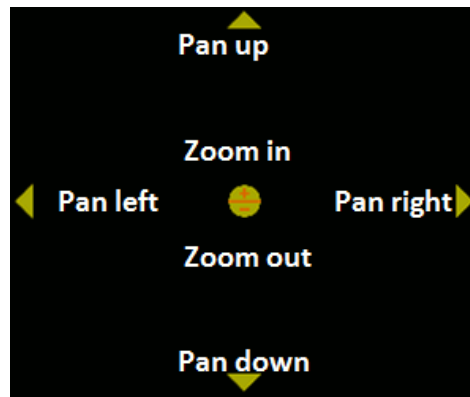 Pan up
Zoom in
Pan left Pan right
Zoom out
Pan down